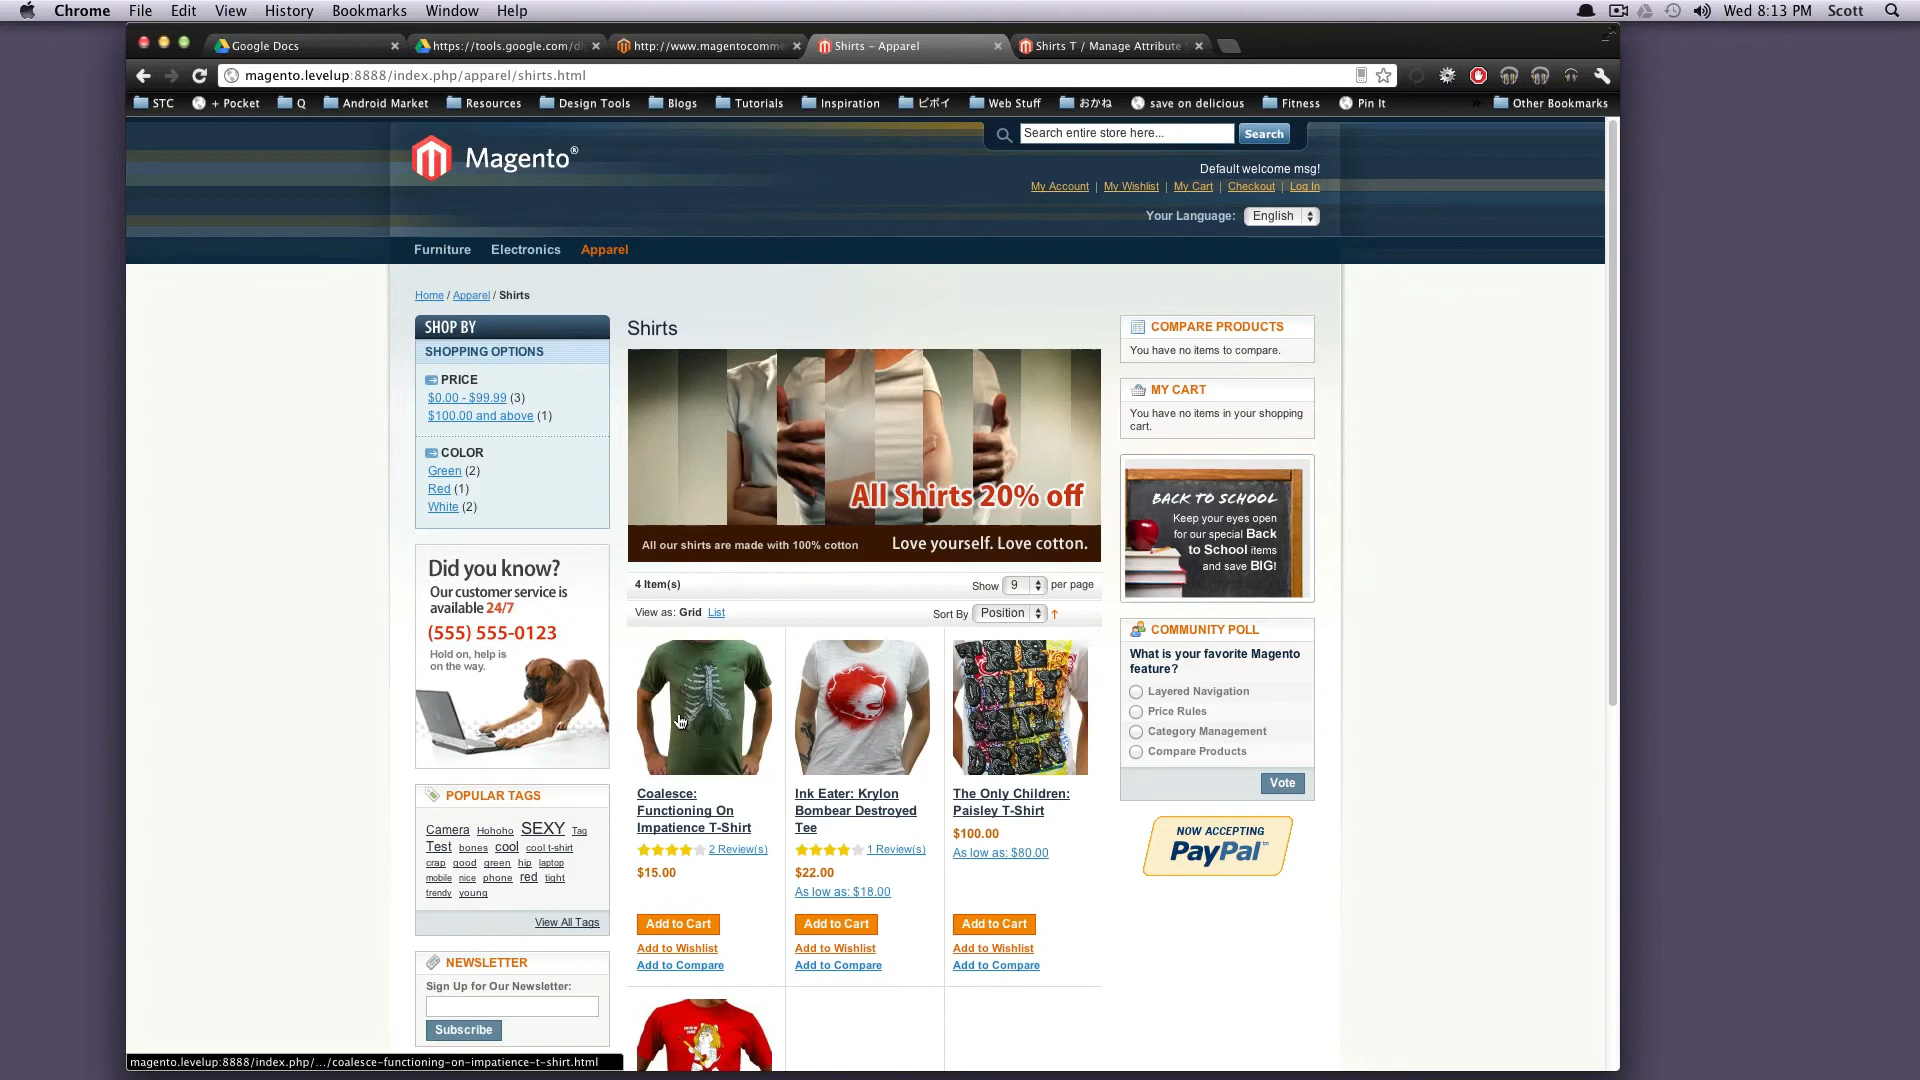 Chrome File Edit View History Bookmarks Window Help Wed 8:13 PM Scott
Google Docs https://tools.google.com/dl http://www.magentocomme Shirts – Apparel Shirts T / Manage Attribute
magento.levelup:8888/index.php/apparel/shirts.html
STC + Pocket Q Android Market Resources Design Tools Blogs Tutorials Inspiration ビボイ Web Stuff おかね save on delicious Fitness Pin It » Other Bookmarks
Magento®
Search entire store here... Search
Default welcome msg!
My Account | My Wishlist | My Cart | Checkout | Log In
Your Language: English
Furniture Electronics Apparel
Home / Apparel / Shirts
SHOP BY
SHOPPING OPTIONS
PRICE
$0.00 - $99.99 (3)
$100.00 and above (1)
COLOR
Green (2)
Red (1)
White (2)
Did you know?
Our customer service is
available 24/7
(555) 555-0123
Hold on, help is
on the way.
POPULAR TAGS
Camera Hohoho SEXY Tag
Test bones cool cool t-shirt
crap good green hip laptop
mobile nice phone red tight
trendy young
View All Tags
NEWSLETTER
Sign Up for Our Newsletter:
Subscribe
Shirts
All Shirts 20% off
All our shirts are made with 100% cotton Love yourself. Love cotton.
4 Item(s) Show 9 per page
View as: Grid List Sort By Position
Coalesce:
Functioning On
Impatience T-Shirt
2 Review(s)
$15.00
Add to Cart
Add to Wishlist
Add to Compare
Ink Eater: Krylon
Bombear Destroyed
Tee
1 Review(s)
$22.00
As low as: $18.00
Add to Cart
Add to Wishlist
Add to Compare
The Only Children:
Paisley T-Shirt
$100.00
As low as: $80.00
Add to Cart
Add to Wishlist
Add to Compare
COMPARE PRODUCTS
You have no items to compare.
MY CART
You have no items in your shopping
cart.
BACK TO SCHOOL
Keep your eyes open
for our special Back
to School items
and save BIG!
COMMUNITY POLL
What is your favorite Magento
feature?
Layered Navigation
Price Rules
Category Management
Compare Products
Vote
NOW ACCEPTING
PayPal™
magento.levelup:8888/index.php/.../coalesce-functioning-on-impatience-t-shirt.html